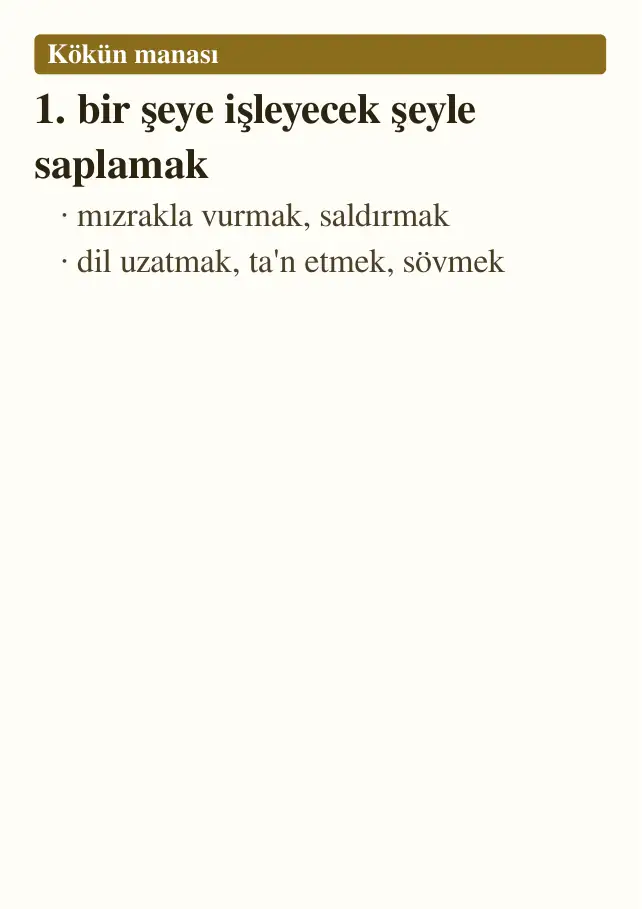 Kökün manası
1. bir şeye işleyecek şeyle
saplamak
· mızrakla vurmak, saldırmak
· dil uzatmak, ta'n etmek, sövmek